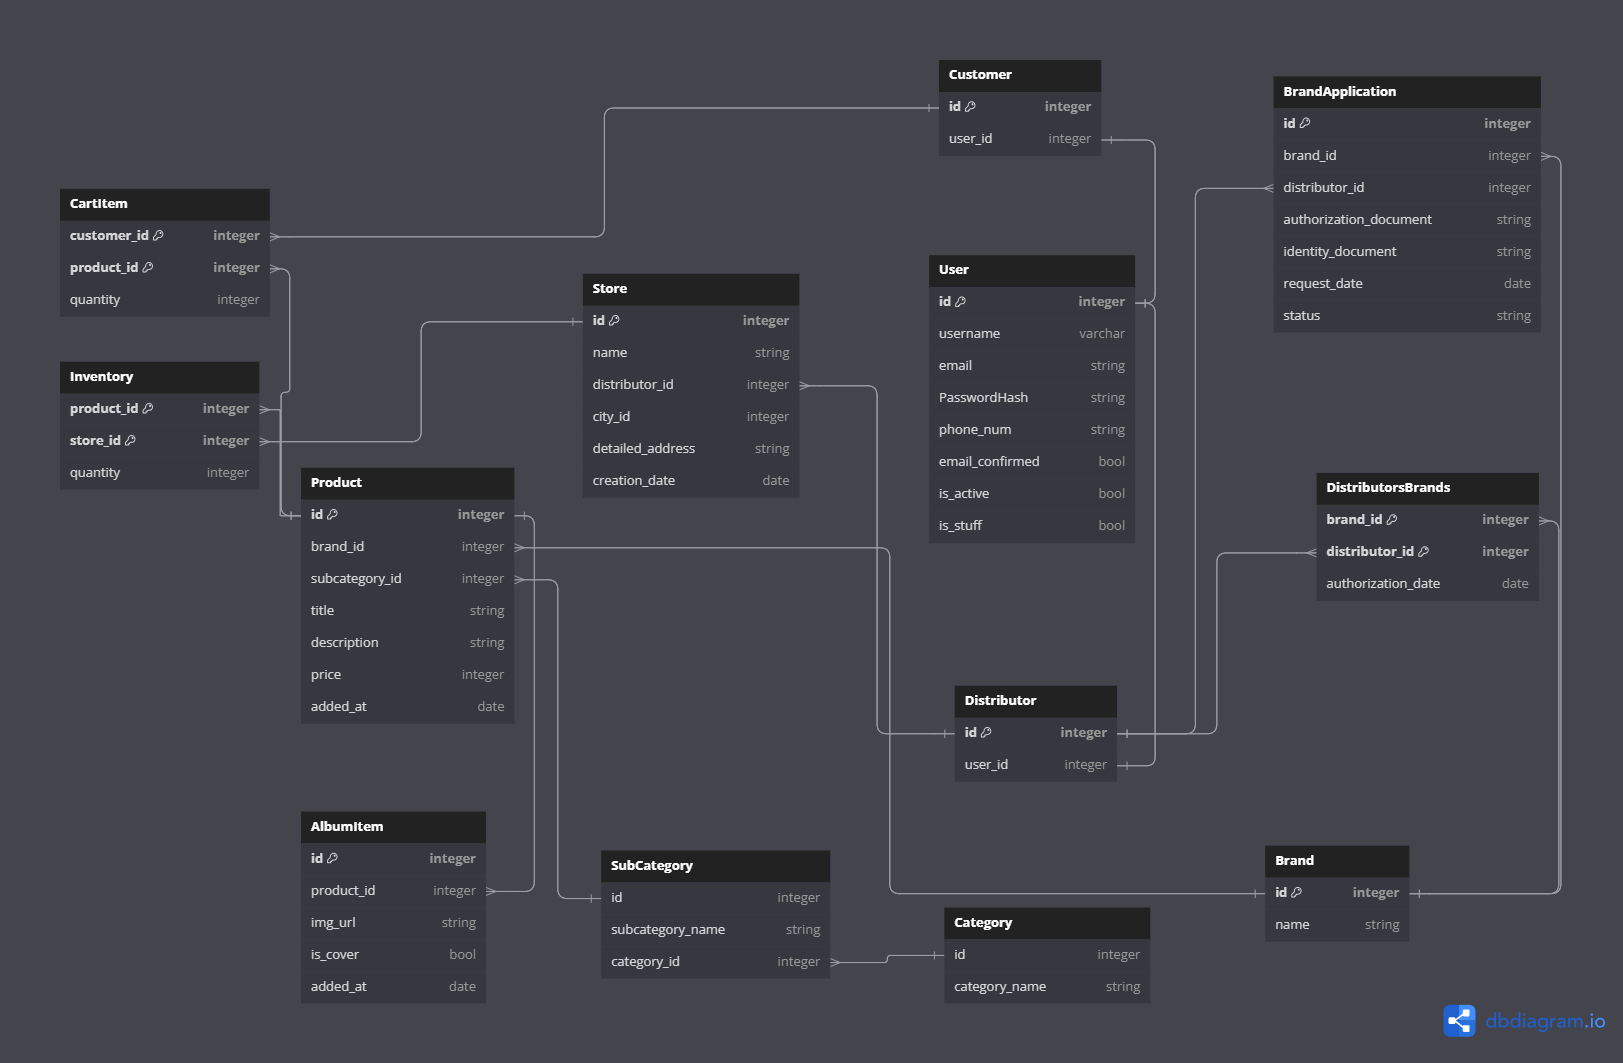 Customer
id integer
user_id integer
BrandApplication
id integer
brand_id integer
distributor_id integer
authorization_document string
identity_document string
request_date date
status string
CartItem
customer_id integer
product_id integer
quantity integer
Store
id integer
name string
distributor_id integer
city_id integer
detailed_address string
creation_date date
User
id integer
username varchar
email string
PasswordHash string
phone_num string
email_confirmed bool
is_active bool
is_stuff bool
Inventory
product_id integer
store_id integer
quantity integer
Product
id integer
brand_id integer
subcategory_id integer
title string
description string
price integer
added_at date
DistributorsBrands
brand_id integer
distributor_id integer
authorization_date date
Distributor
id integer
user_id integer
AlbumItem
id integer
product_id integer
img_url string
is_cover bool
added_at date
SubCategory
id integer
subcategory_name string
category_id integer
Category
id integer
category_name string
Brand
id integer
name string
dbdiagram.io